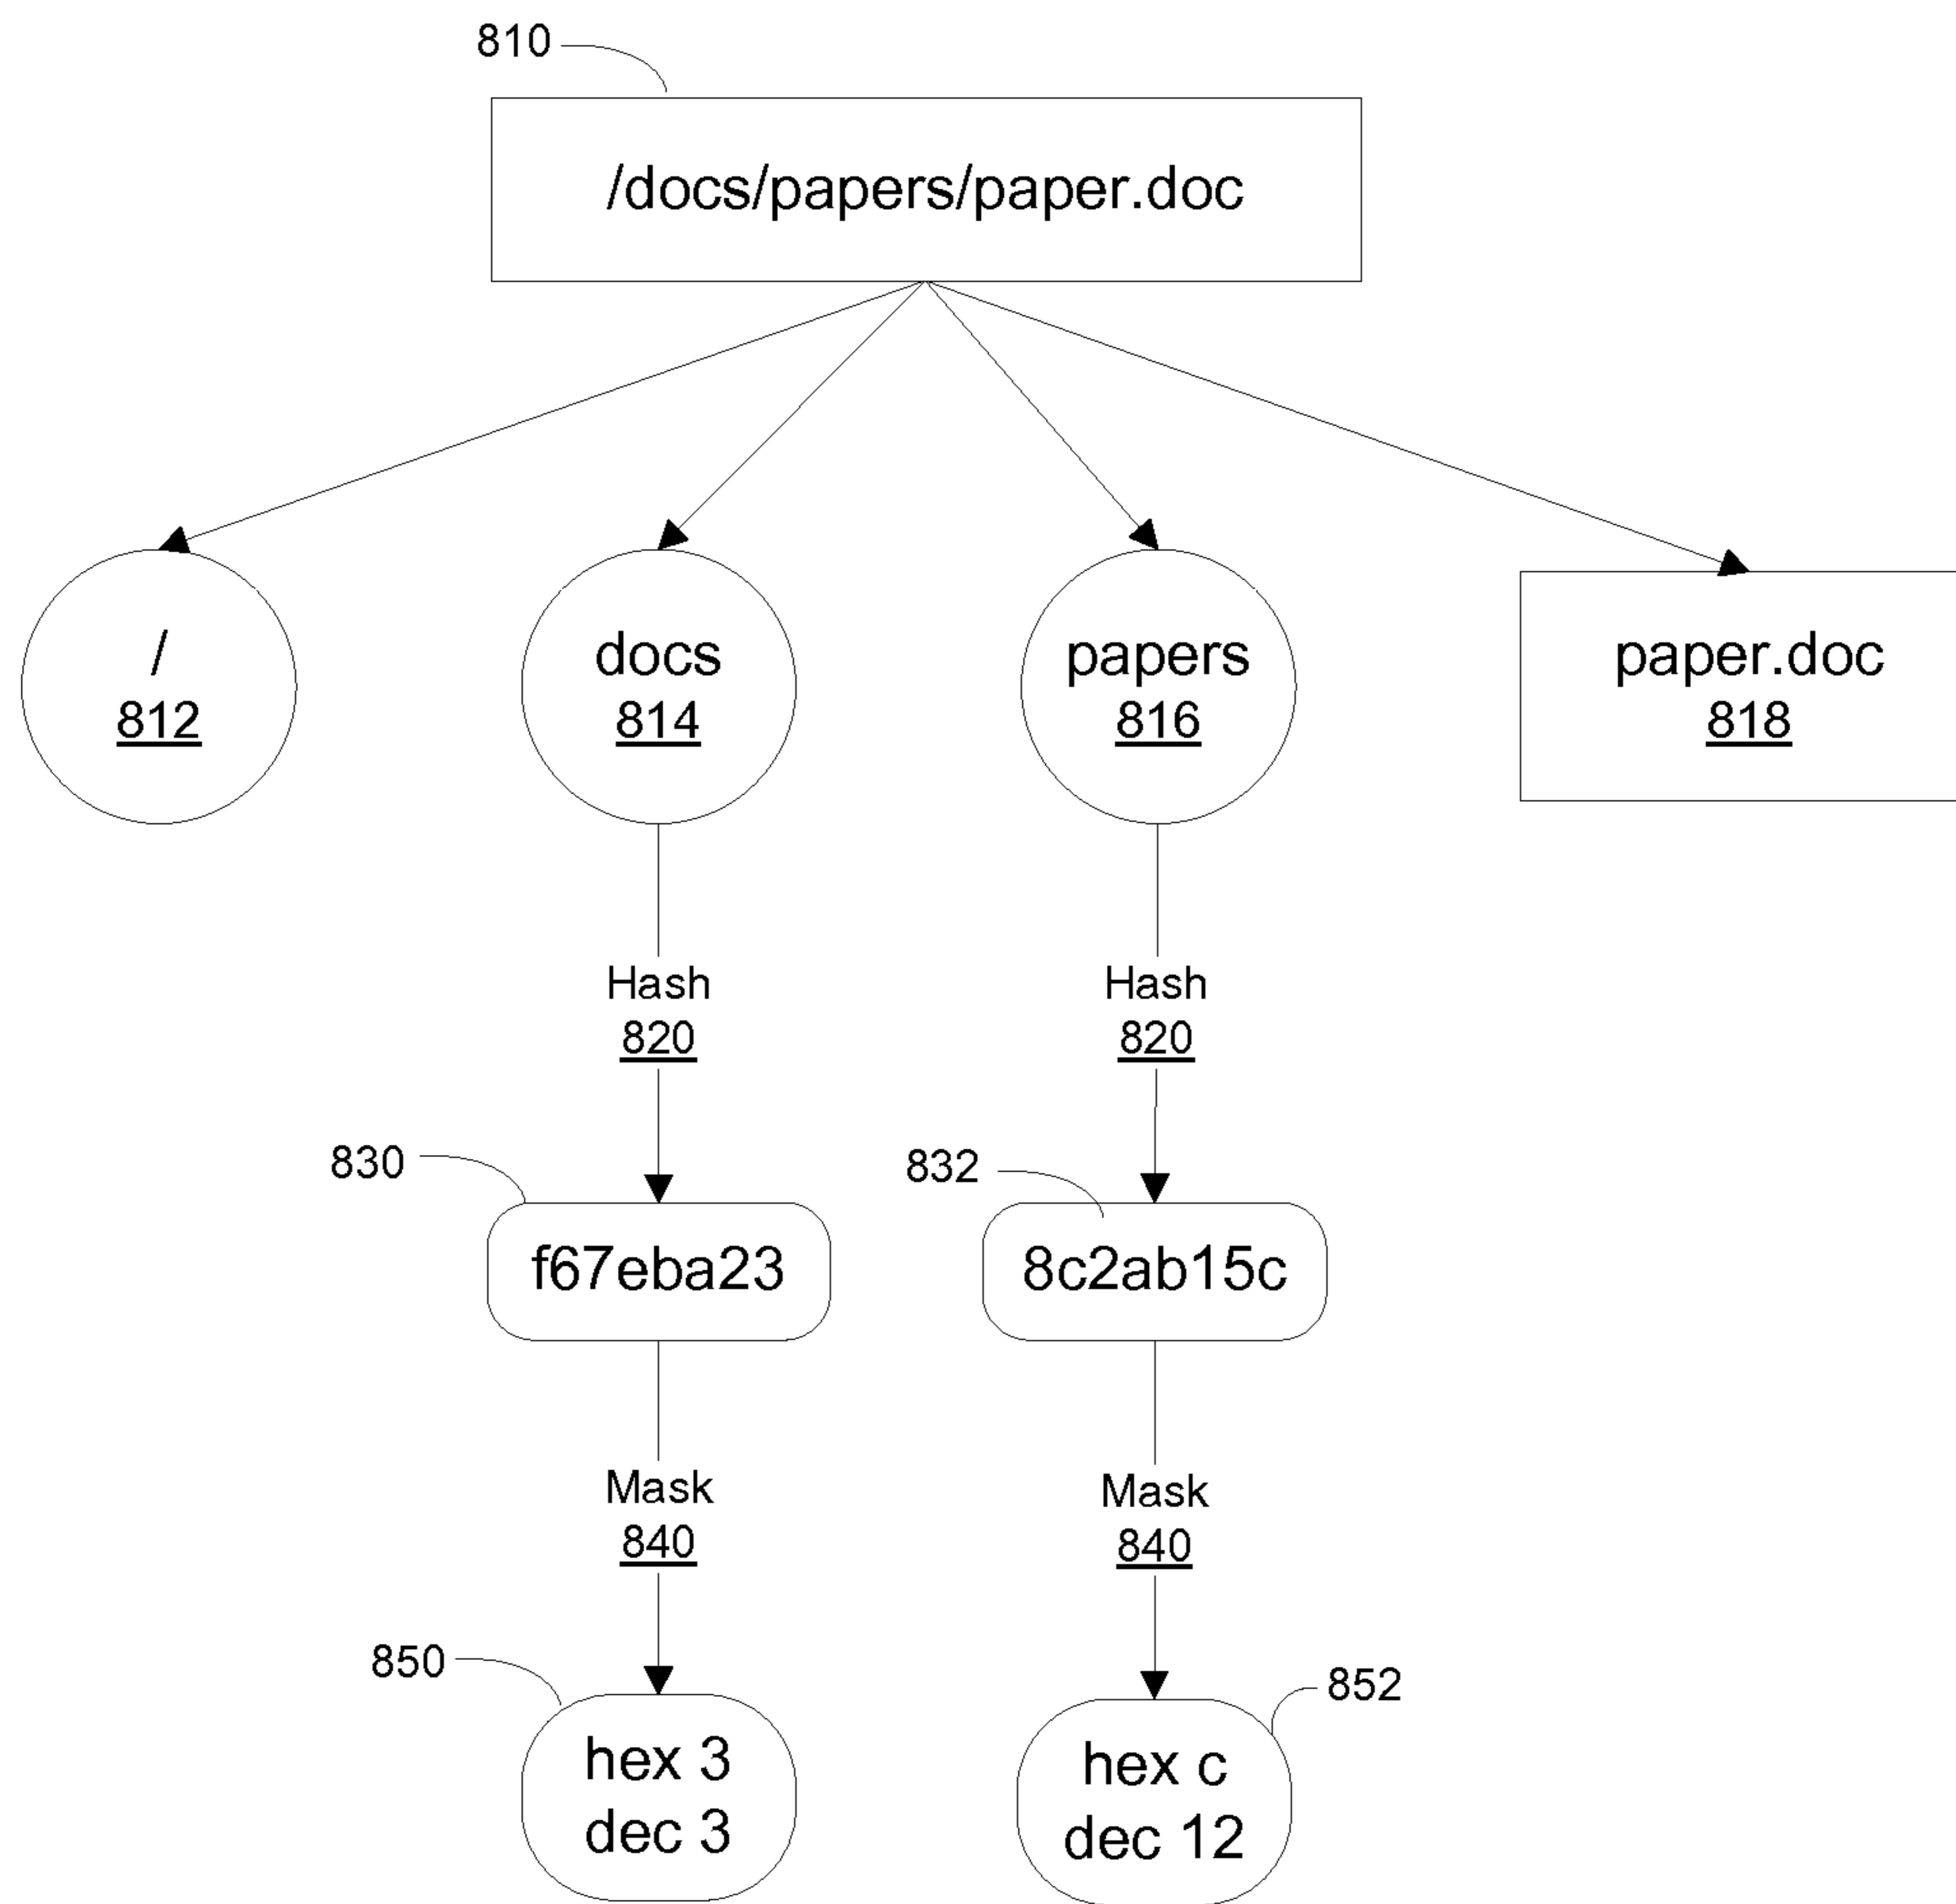 810
/docs/papers/paper.doc
/
812
docs
814
papers
816
paper.doc
818
Hash
820
Hash
820
830
832
f67eba23
8c2ab15c
Mask
840
Mask
840
850
852
hex 3
dec 3
hex c
dec 12